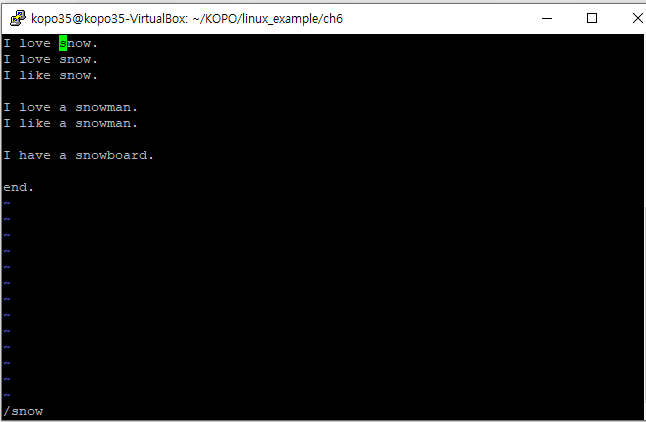 kopo35@kopo35-VirtualBox: ~/KOPO/linux_example/ch6
I love snow.
I love snow.
I like snow.
I love a snowman.
I like a snowman.
I have a snowboard.
end.
~
~
~
~
~
~
~
~
~
~
~
~
~
/snow